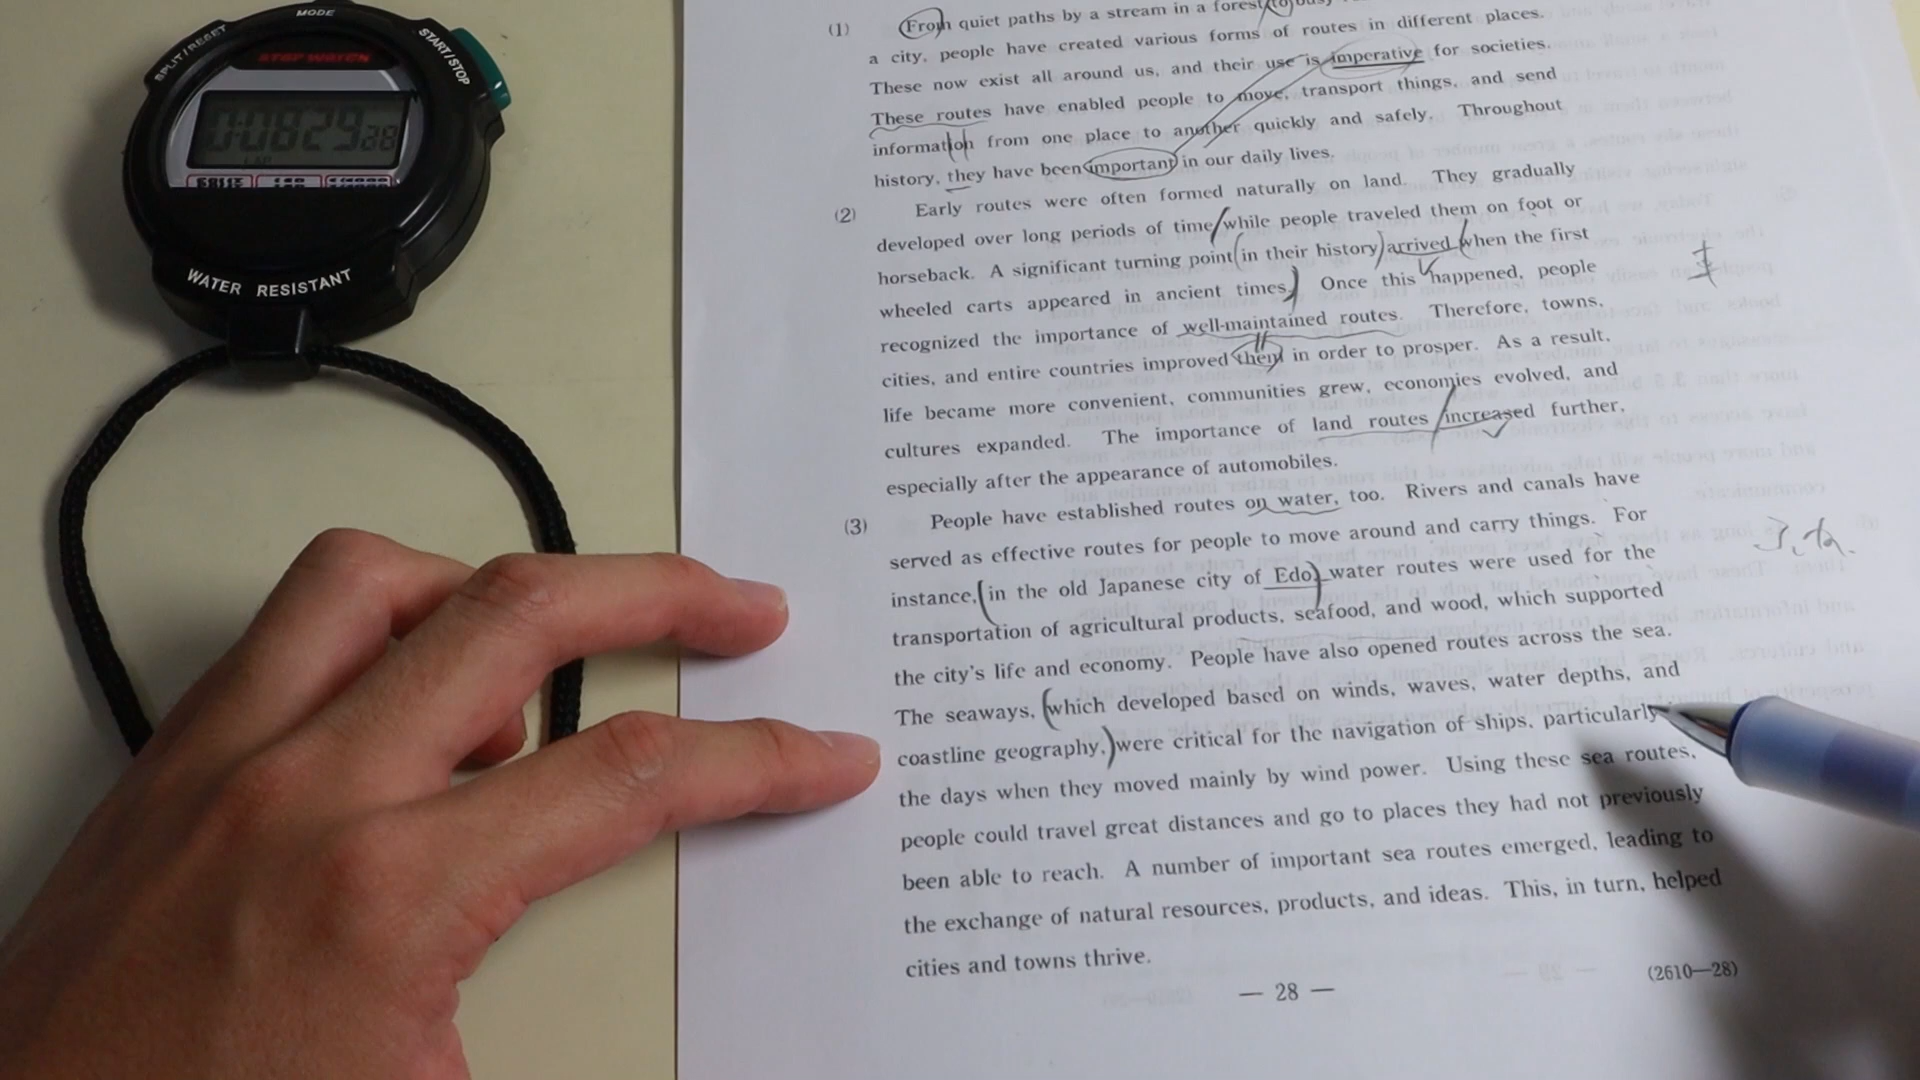 MODE
SPLIT/RESET
START/STOP
STOP WATCH
0:082928
LAP
WATER RESISTANT
(1) From quiet paths by a stream in a forest to
a city, people have created various forms of routes in different places.
These now exist all around us, and their use is imperative for societies.
These routes have enabled people to move, transport things, and send
information from one place to another quickly and safely. Throughout
history, they have been important in our daily lives.
(2) Early routes were often formed naturally on land. They gradually
developed over long periods of time while people traveled them on foot or
horseback. A significant turning point in their history arrived when the first
wheeled carts appeared in ancient times. Once this happened, people
recognized the importance of well-maintained routes. Therefore, towns,
cities, and entire countries improved them in order to prosper. As a result,
life became more convenient, communities grew, economies evolved, and
cultures expanded. The importance of land routes increased further,
especially after the appearance of automobiles.
(3) People have established routes on water, too. Rivers and canals have
served as effective routes for people to move around and carry things. For
instance, in the old Japanese city of Edo, water routes were used for the
transportation of agricultural products, seafood, and wood, which supported
the city's life and economy. People have also opened routes across the sea.
The seaways, which developed based on winds, waves, water depths, and
coastline geography, were critical for the navigation of ships, particularly
the days when they moved mainly by wind power. Using these sea routes,
people could travel great distances and go to places they had not previously
been able to reach. A number of important sea routes emerged, leading to
the exchange of natural resources, products, and ideas. This, in turn, helped
cities and towns thrive.
— 28 —
(2610—28)